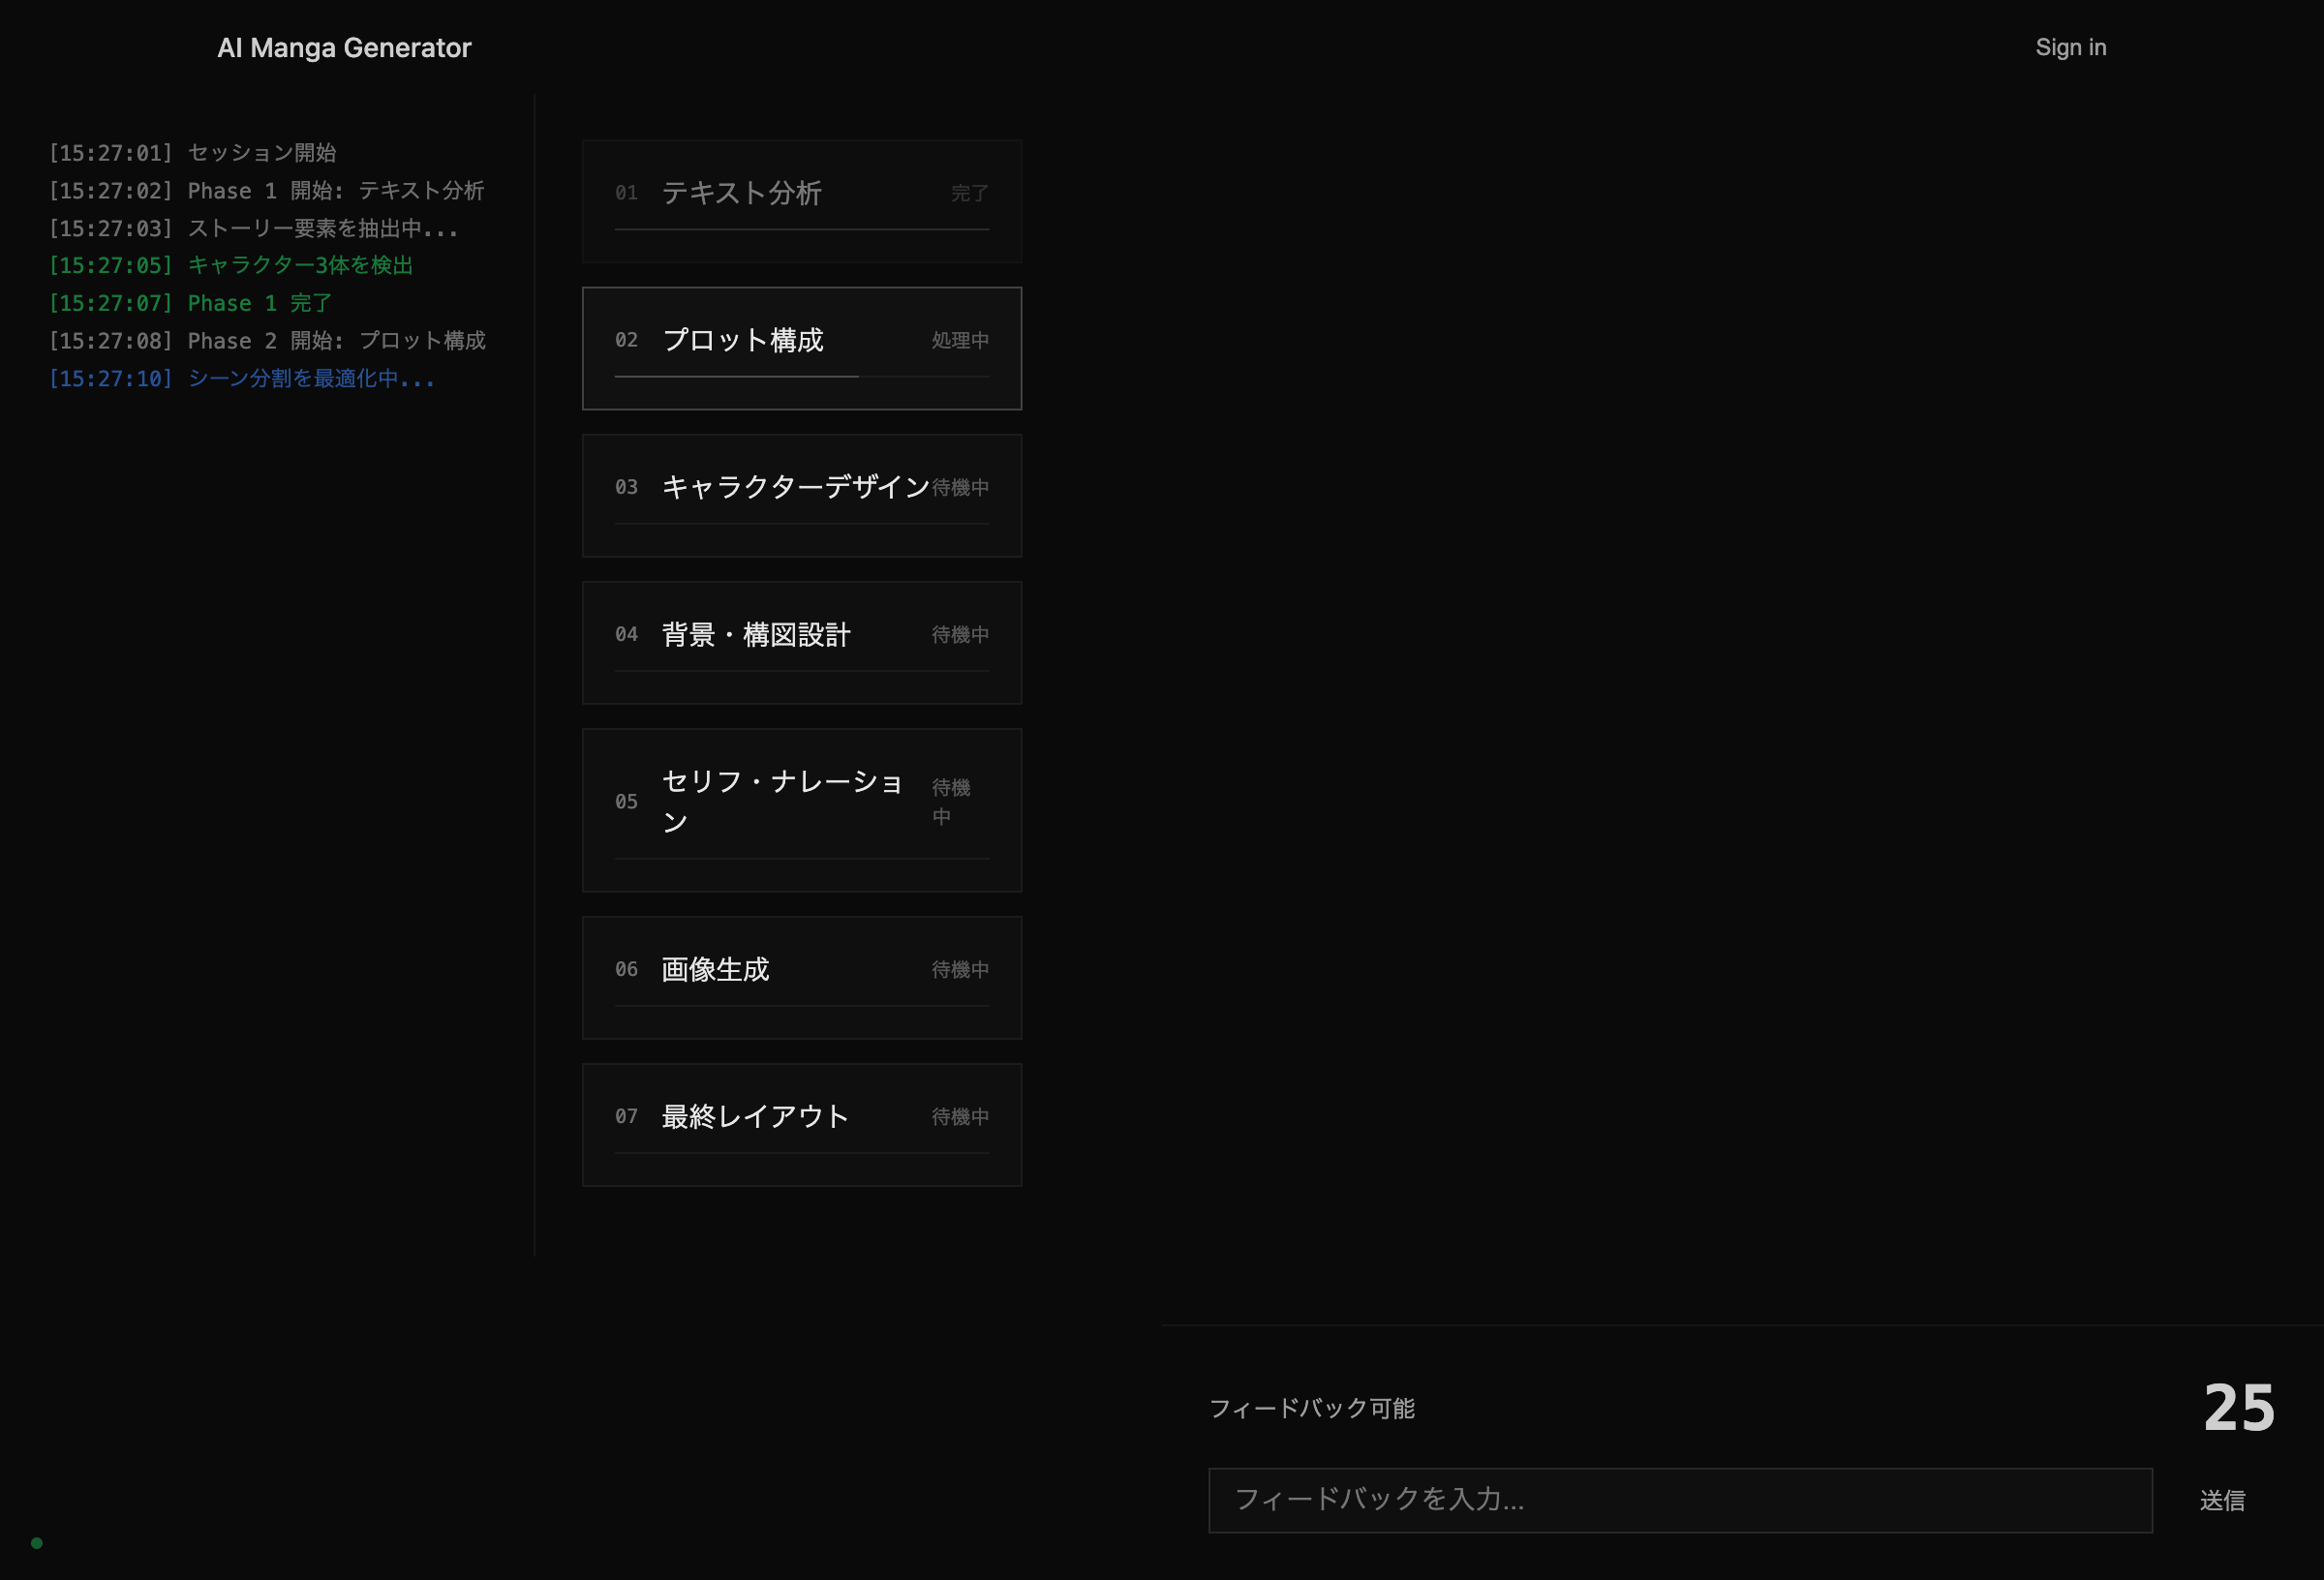 AI Manga Generator
Sign in
[15:27:01] セッション開始
[15:27:02] Phase 1 開始: テキスト分析
[15:27:03] ストーリー要素を抽出中...
[15:27:05] キャラクター3体を検出
[15:27:07] Phase 1 完了
[15:27:08] Phase 2 開始: プロット構成
[15:27:10] シーン分割を最適化中...
01 テキスト分析 完了
02 プロット構成 処理中
03 キャラクターデザイン 待機中
04 背景・構図設計 待機中
05 セリフ・ナレーショ
ン
待機
中
06 画像生成 待機中
07 最終レイアウト 待機中
フィードバック可能
25
フィードバックを入力...
送信